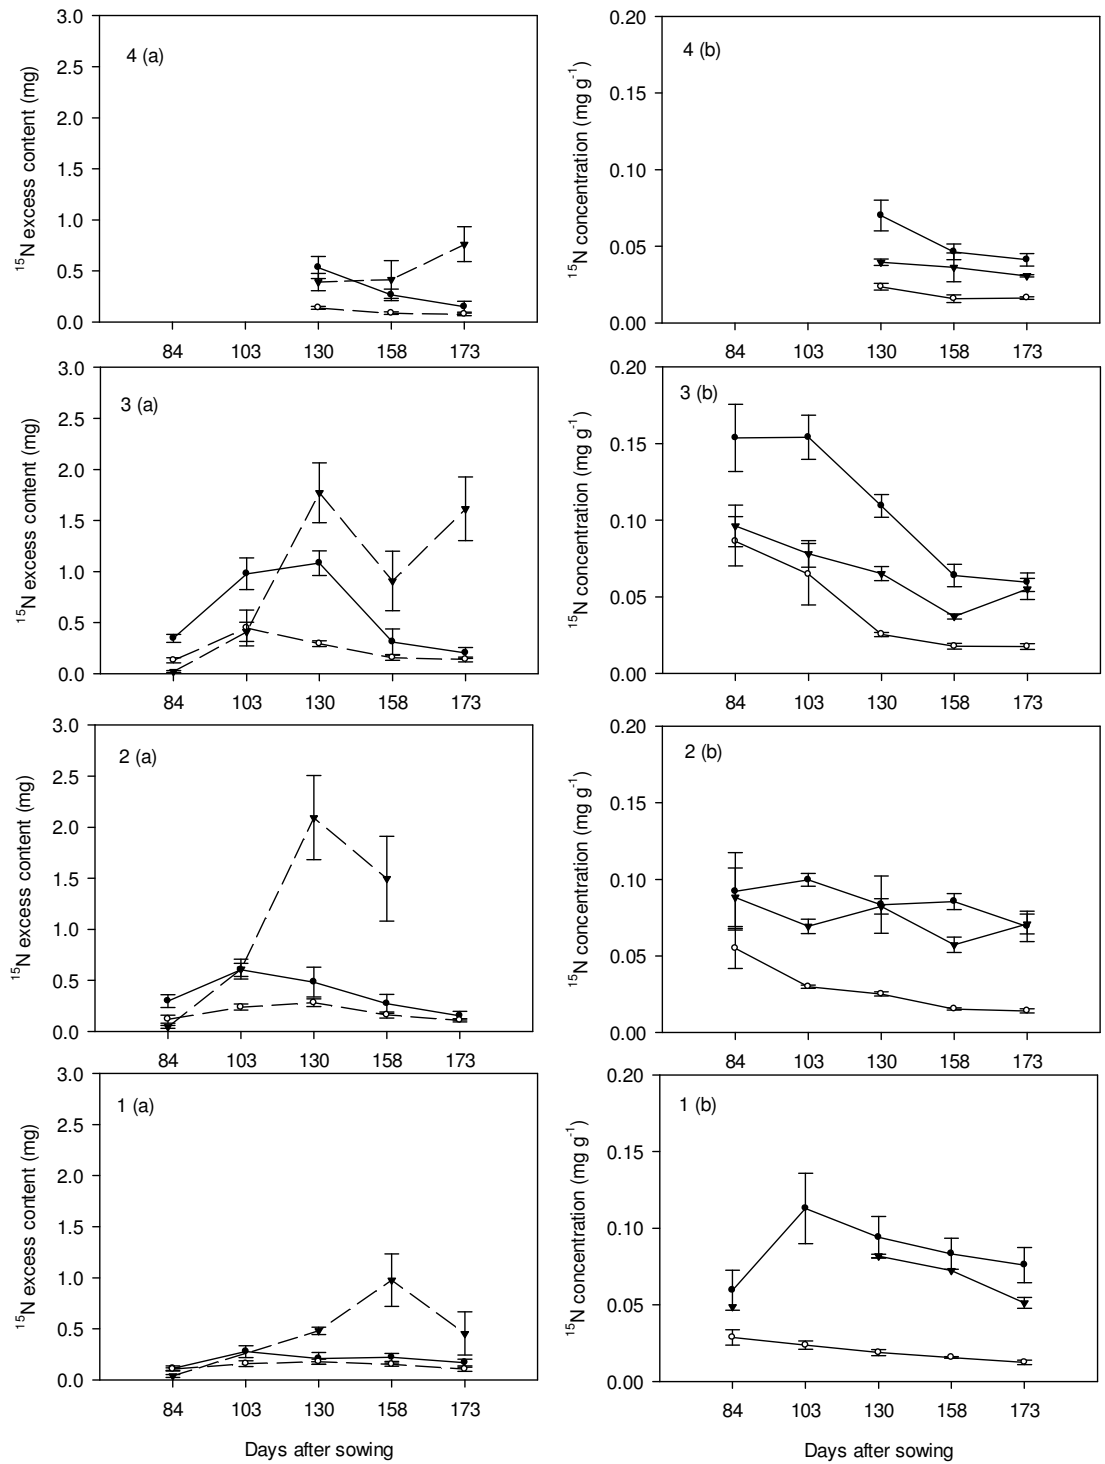 4 (a)
15N excess content (mg)
3.0
2.5
2.0
1.5
1.0
0.5
0.0
84 103 130 158 173
4 (b)
15N concentration (mg g-1)
0.20
0.15
0.10
0.05
0.00
84 103 130 158 173
3 (a)
15N excess content (mg)
3.0
2.5
2.0
1.5
1.0
0.5
0.0
84 103 130 158 173
3 (b)
15N concentration (mg g-1)
0.20
0.15
0.10
0.05
0.00
84 103 130 158 173
2 (a)
15N excess content (mg)
3.0
2.5
2.0
1.5
1.0
0.5
0.0
84 103 130 158 173
2 (b)
15N concentration (mg g-1)
0.20
0.15
0.10
0.05
0.00
84 103 130 158 173
1 (a)
15N excess content (mg)
3.0
2.5
2.0
1.5
1.0
0.5
0.0
84 103 130 158 173
Days after sowing
1 (b)
15N concentration (mg g-1)
0.20
0.15
0.10
0.05
0.00
84 103 130 158 173
Days after sowing